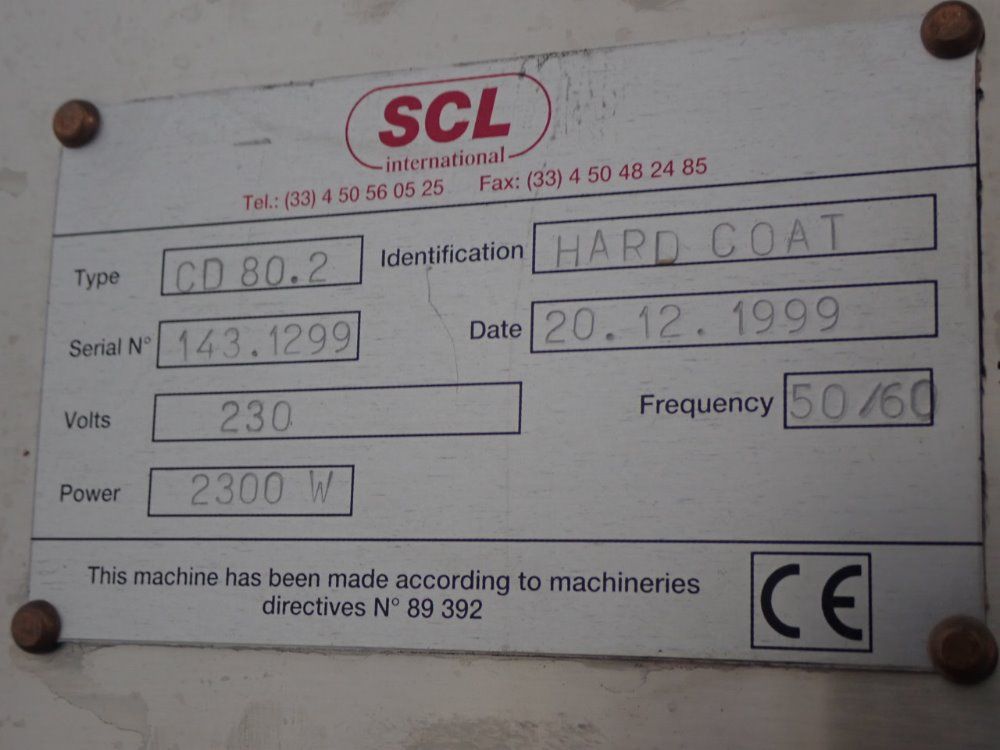 SCL
international
Tel.: (33) 4 50 56 05 25 Fax: (33) 4 50 48 24 85
Type CD 80.2 Identification HARD COAT
Serial N° 143.1299 Date 20.12.1999
Volts 230 Frequency 50/60
Power 2300 W
This machine has been made according to machineries
directives N° 89 392
CE